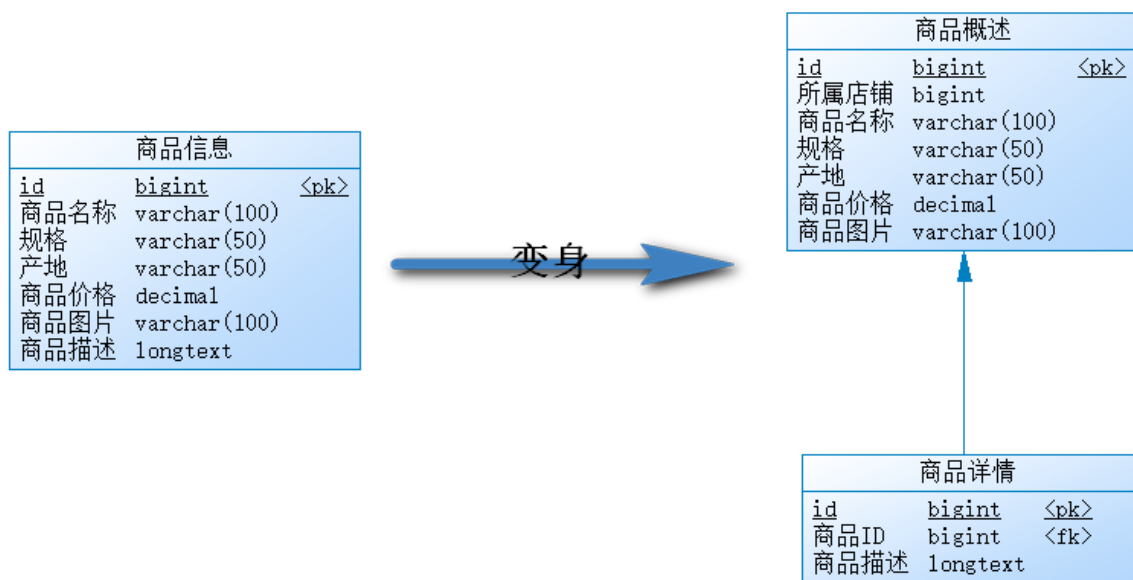 商品信息
id bigint <pk>
商品名称 varchar(100)
规格 varchar(50)
产地 varchar(50)
商品价格 decimal
商品图片 varchar(100)
商品描述 longtext
变身
商品概述
id bigint <pk>
所属店铺 bigint
商品名称 varchar(100)
规格 varchar(50)
产地 varchar(50)
商品价格 decimal
商品图片 varchar(100)
商品详情
id bigint <pk>
商品ID bigint <fk>
商品描述 longtext